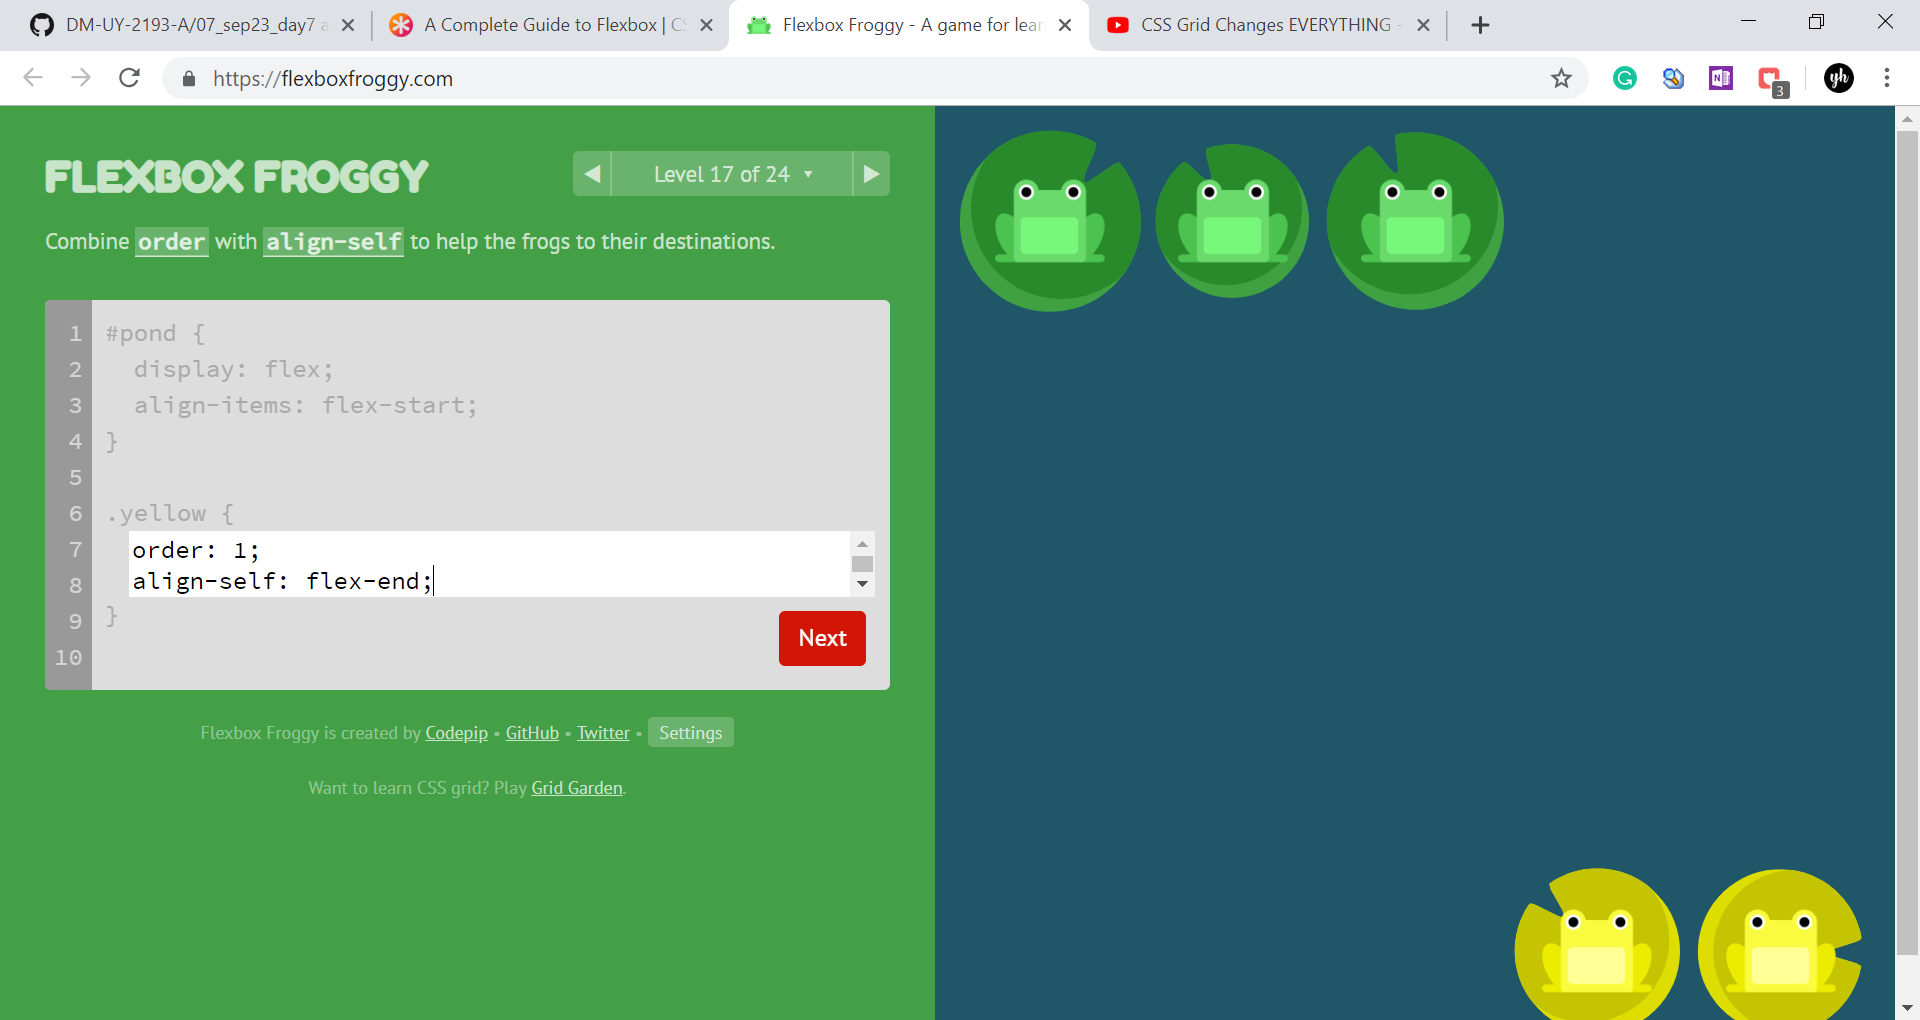 DM-UY-2193-A/07_sep23_day7
A Complete Guide to Flexbox | CS
Flexbox Froggy - A game for lear
CSS Grid Changes EVERYTHING -
https://flexboxfroggy.com
3
yh
FLEXBOX FROGGY
Level 17 of 24
Combine order with align-self to help the frogs to their destinations.
1 #pond {
2 display: flex;
3 align-items: flex-start;
4 }
5
6 .yellow {
7 order: 1;
8 align-self: flex-end;
9 }
10
Next
Flexbox Froggy is created by Codepip • GitHub • Twitter • Settings
Want to learn CSS grid? Play Grid Garden.